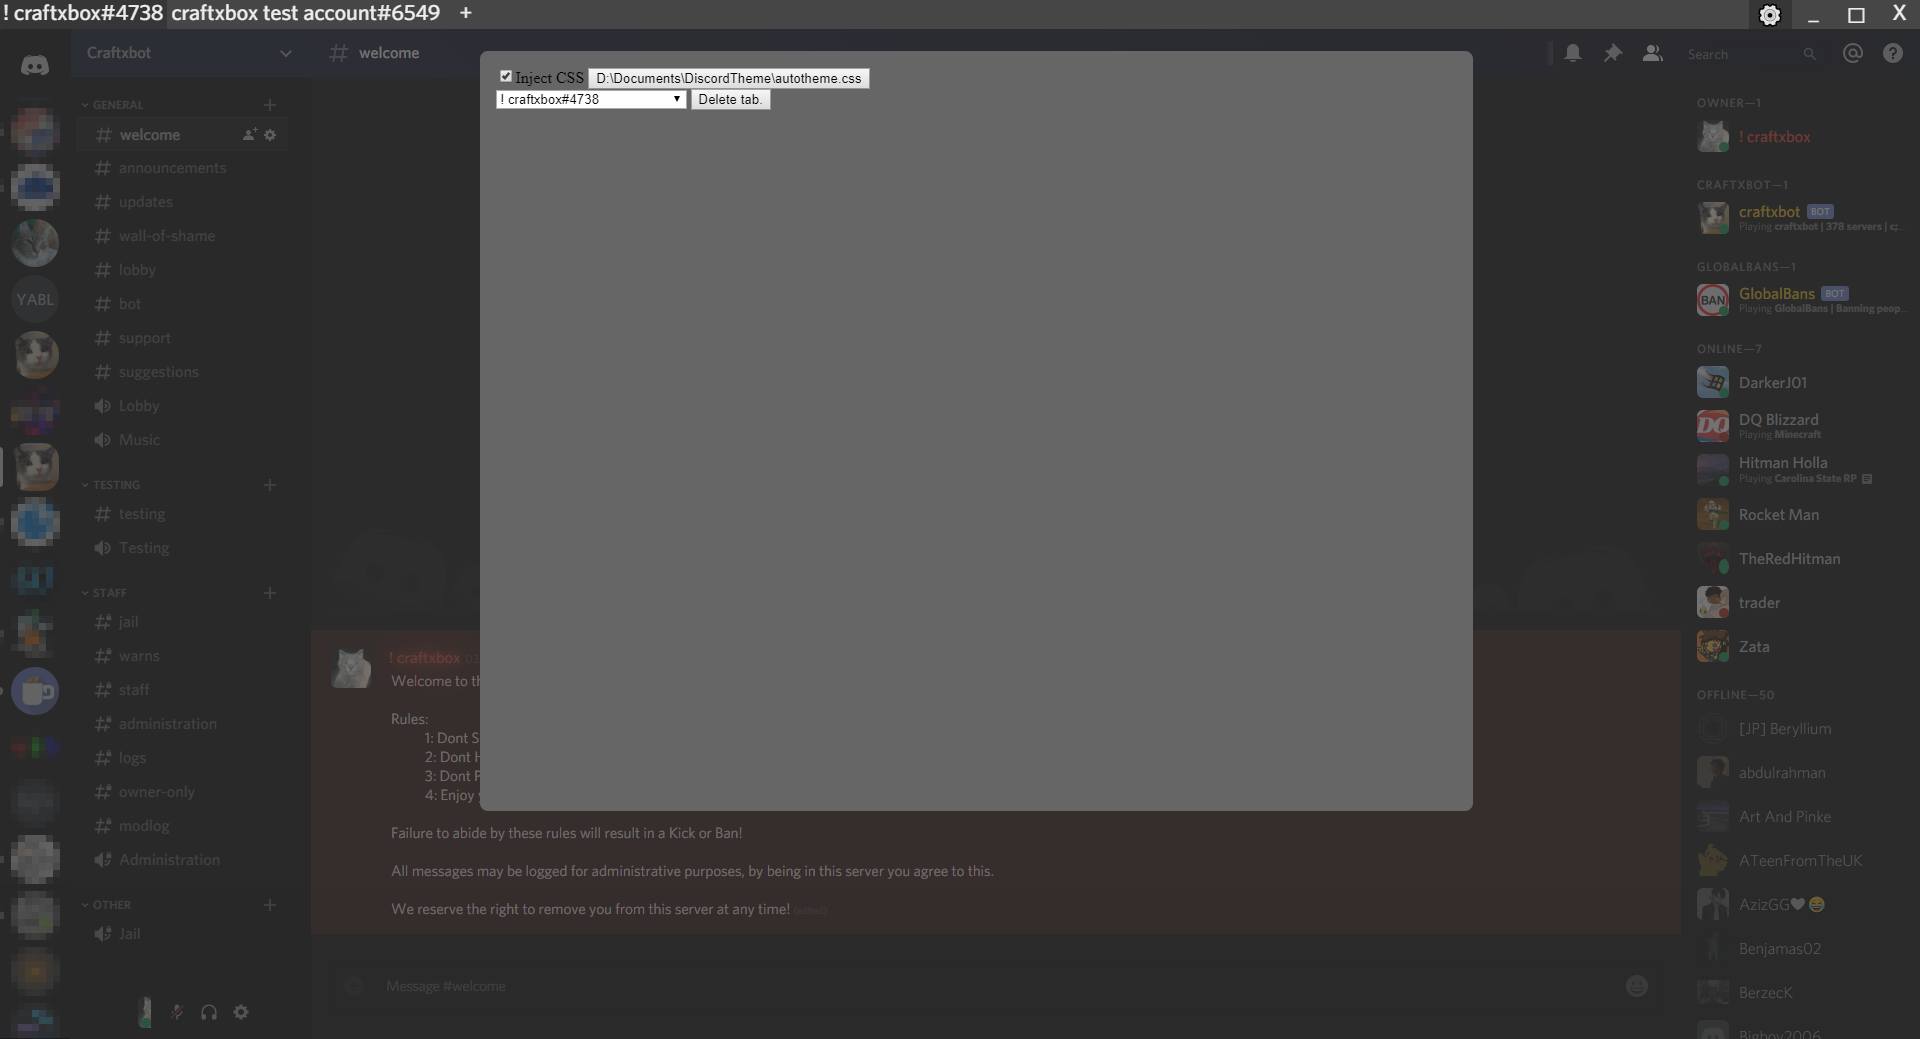 ! craftxbox#4738 craftxbox test account#6549 +
_ X
Craftxbot
welcome
Search
Inject CSS D:\Documents\DiscordTheme\autotheme.css
! craftxbox#4738 Delete tab.
GENERAL
welcome
announcements
updates
wall-of-shame
lobby
bot
support
suggestions
Lobby
Music
TESTING
testing
Testing
STAFF
jail
warns
staff
administration
logs
owner-only
modlog
Administration
OTHER
Jail
YABL
! craftxbox 03
Welcome to th
Rules:
1: Dont S
2: Dont H
3: Dont P
4: Enjoy y
Failure to abide by these rules will result in a Kick or Ban!
All messages may be logged for administrative purposes, by being in this server you agree to this.
We reserve the right to remove you from this server at any time! (edited)
Message #welcome
OWNER—1
! craftxbox
CRAFTXBOT—1
craftxbot BOT
Playing craftxbot | 378 servers | c;...
GLOBALBANS—1
BAN
GlobalBans BOT
Playing GlobalBans | Banning peop...
ONLINE—7
DarkerJ01
DQ
DQ Blizzard
Playing Minecraft
Hitman Holla
Playing Carolina State RP
Rocket Man
TheRedHitman
trader
Zata
OFFLINE—50
[JP] Beryllium
abdulrahman
Art And Pinke
ATeenFromTheUK
AzizGG🖤😂
Benjamas02
BerzecK
Bigboy2006